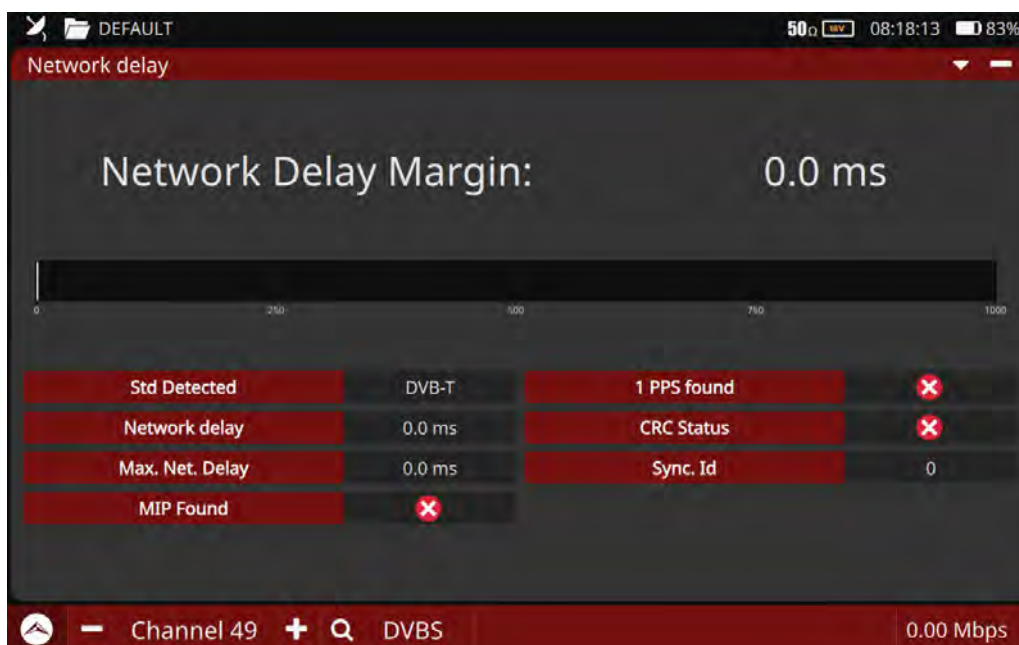 DEFAULT 50Ω 18V 08:18:13 83%
Network delay
Network Delay Margin: 0.0 ms
0 250 500 750 1000
Std Detected DVB-T 1 PPS found
Network delay 0.0 ms CRC Status
Max. Net. Delay 0.0 ms Sync. Id 0
MIP Found
Channel 49 DVBS 0.00 Mbps